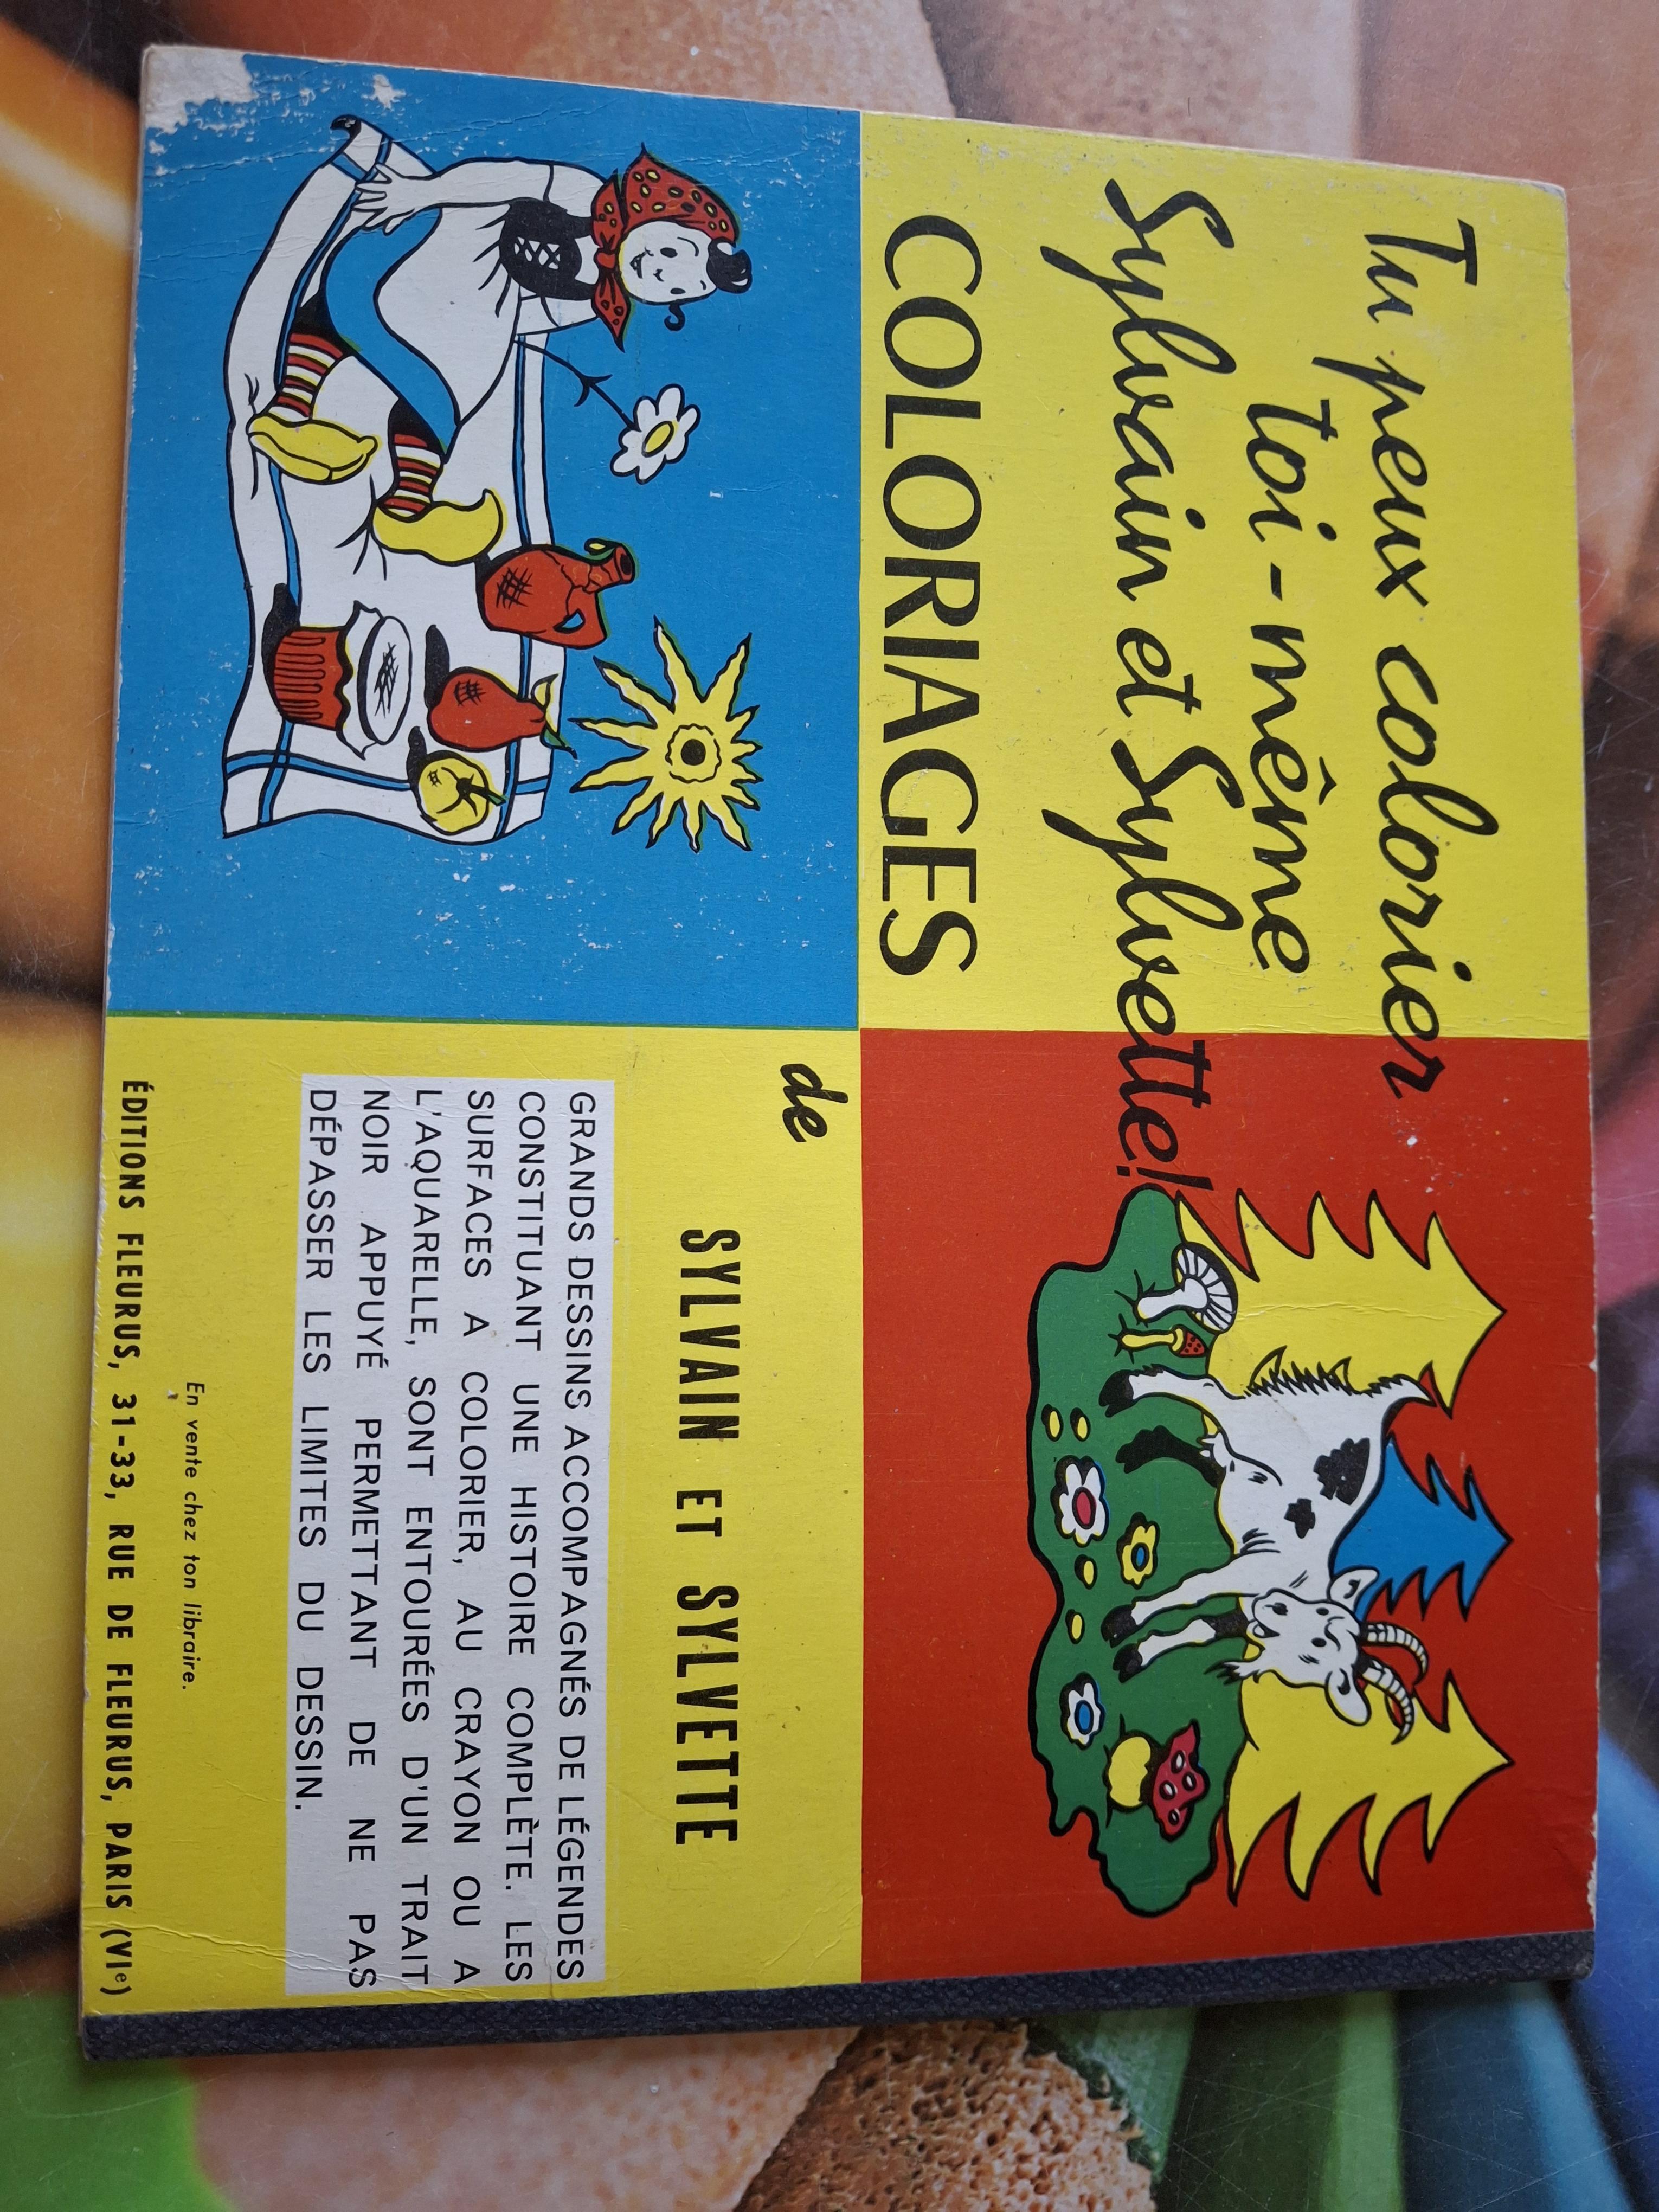 Tu peux colorier
toi-même
Sylvain et Sylvette!
COLORIAGES
de
SYLVAIN ET SYLVETTE
GRANDS DESSINS ACCOMPAGNÉS DE LÉGENDES
CONSTITUANT UNE HISTOIRE COMPLÈTE. LES
SURFACES A COLORIER, AU CRAYON OU A
L'AQUARELLE, SONT ENTOURÉES D'UN TRAIT
NOIR APPUYÉ PERMETTANT DE NE PAS
DÉPASSER LES LIMITES DU DESSIN.
En vente chez ton libraire.
ÉDITIONS FLEURUS, 31-33, RUE DE FLEURUS, PARIS (VIe)